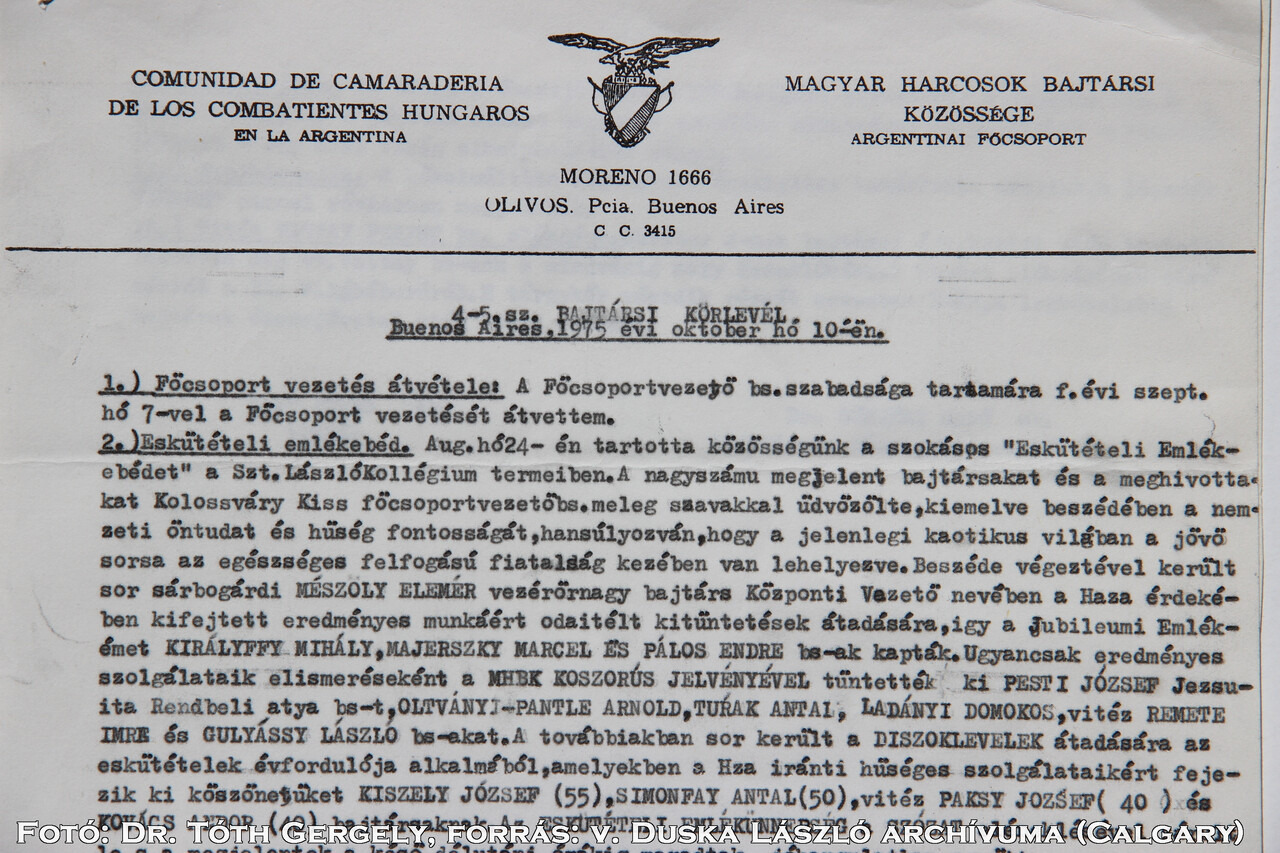 COMUNIDAD DE CAMARADERIA
DE LOS COMBATIENTES HUNGAROS
EN LA ARGENTINA
MAGYAR HARCOSOK BAJTÁRSI
KÖZÖSSÉGE
ARGENTINAI FŐCSOPORT
MORENO 1666
OLIVOS. Pcia. Buenos Aires
C C. 3415
4-5.sz. BAJTÁRSI KÖRLEVÉL.
Buenos Aires.1975 évi oktober hó 10-én.
1.) Főcsoport vezetés átvétele: A Főcsoportvezető bs.szabadsága tartamára f.évi szept.
hó 7-vel a Főcsoport vezetését átvettem.
2.)Eskütételi emlékebéd. Aug.hó24- én tartotta közösségünk a szokásos "Eskütételi Emlék-
ebédet" a Szt.LászlóKollégium termeiben.A nagyszámu megjelent bajtársakat és a meghivotta-
kat Kolossváry Kiss főcsoportvezetőbs.meleg szavakkal üdvözölte,kiemelve beszédében a nem-
zeti öntudat és hüség fontosságát,hansúlyozván,hogy a jelenlegi kaotikus világban a jövő
sorsa az egészséges felfogású fiatalság kezében van lehelyezve.Beszéde végeztével került
sor sárbogárdi MÉSZÖLY ELEMÉR vezérőrnagy bajtárs Központi Vezető nevében a Haza érdeké-
ben kifejtett eredményes munkáért odaitélt kitüntetések átadására,igy a Jubileumi Emlék-
émet KIRÁLYFFY MIHÁLY,MAJERSZKY MARCEL ÉS PÁLOS ENDRE bs-ak kapták.Ugyancsak eredményes
szolgálataik elismeréseként a MHBK KOSZORÚS JELVÉNYÉVEL tüntették ki PESTI JÓZSEF Jezsu-
ita Rendbeli atya bs-t,OLTVÁNYI-PANTLE ARNOLD,TURÁK ANTAL, LADÁNYI DOMOKOS,vitéz REMETE
IMRE és GULYÁSSY LÁSZLO bs-akat.A továbbiakban sor került a DISZOKLEVELEK átadására az
eskütételek évfordulója alkalmából,amelyekben a Hza iránti hüséges szolgálataikért feje-
zik ki köszönetüket KISZELY JÓZSEF (55),SIMONFAY ANTAL(50),vitéz PAKSY JOZSEF( 40 ) és
FOTÓ: DR. TÓTH GERGELY, FORRÁS: V. DUSKA LÁSZLÓ ARCHÍVUMA (CALGARY)